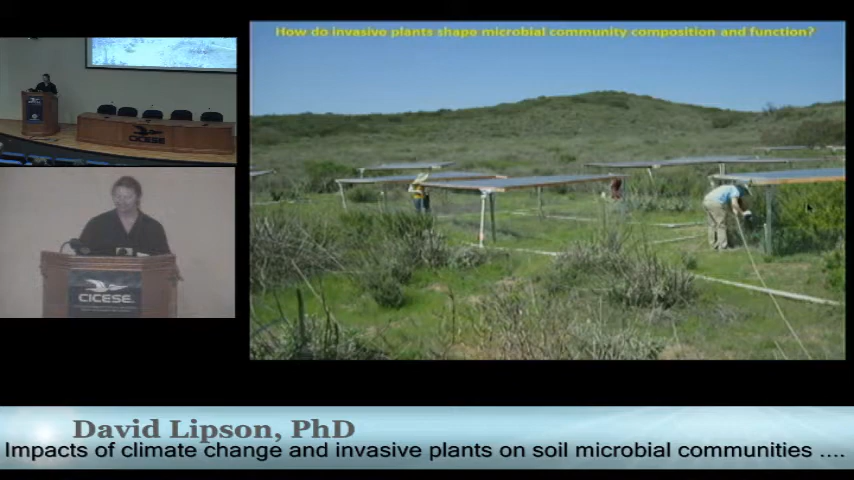 How do invasive plants shape microbial community composition and function?
CICESE
CICESE
David Lipson, PhD
Impacts of climate change and invasive plants on soil microbial communities ....